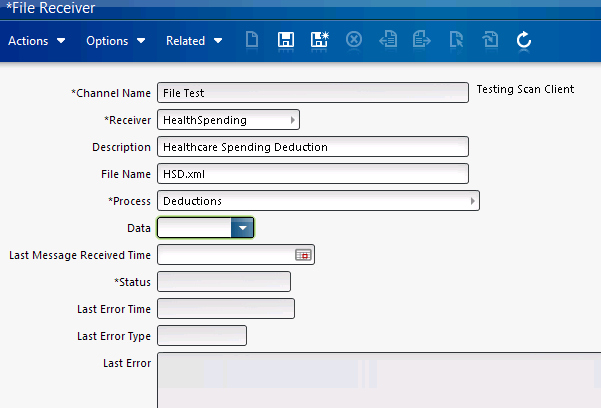 *File Receiver
Actions Options Related
*Channel Name File Test Testing Scan Client
*Receiver HealthSpending
Description Healthcare Spending Deduction
File Name HSD.xml
*Process Deductions
Data
Last Message Received Time
*Status
Last Error Time
Last Error Type
Last Error